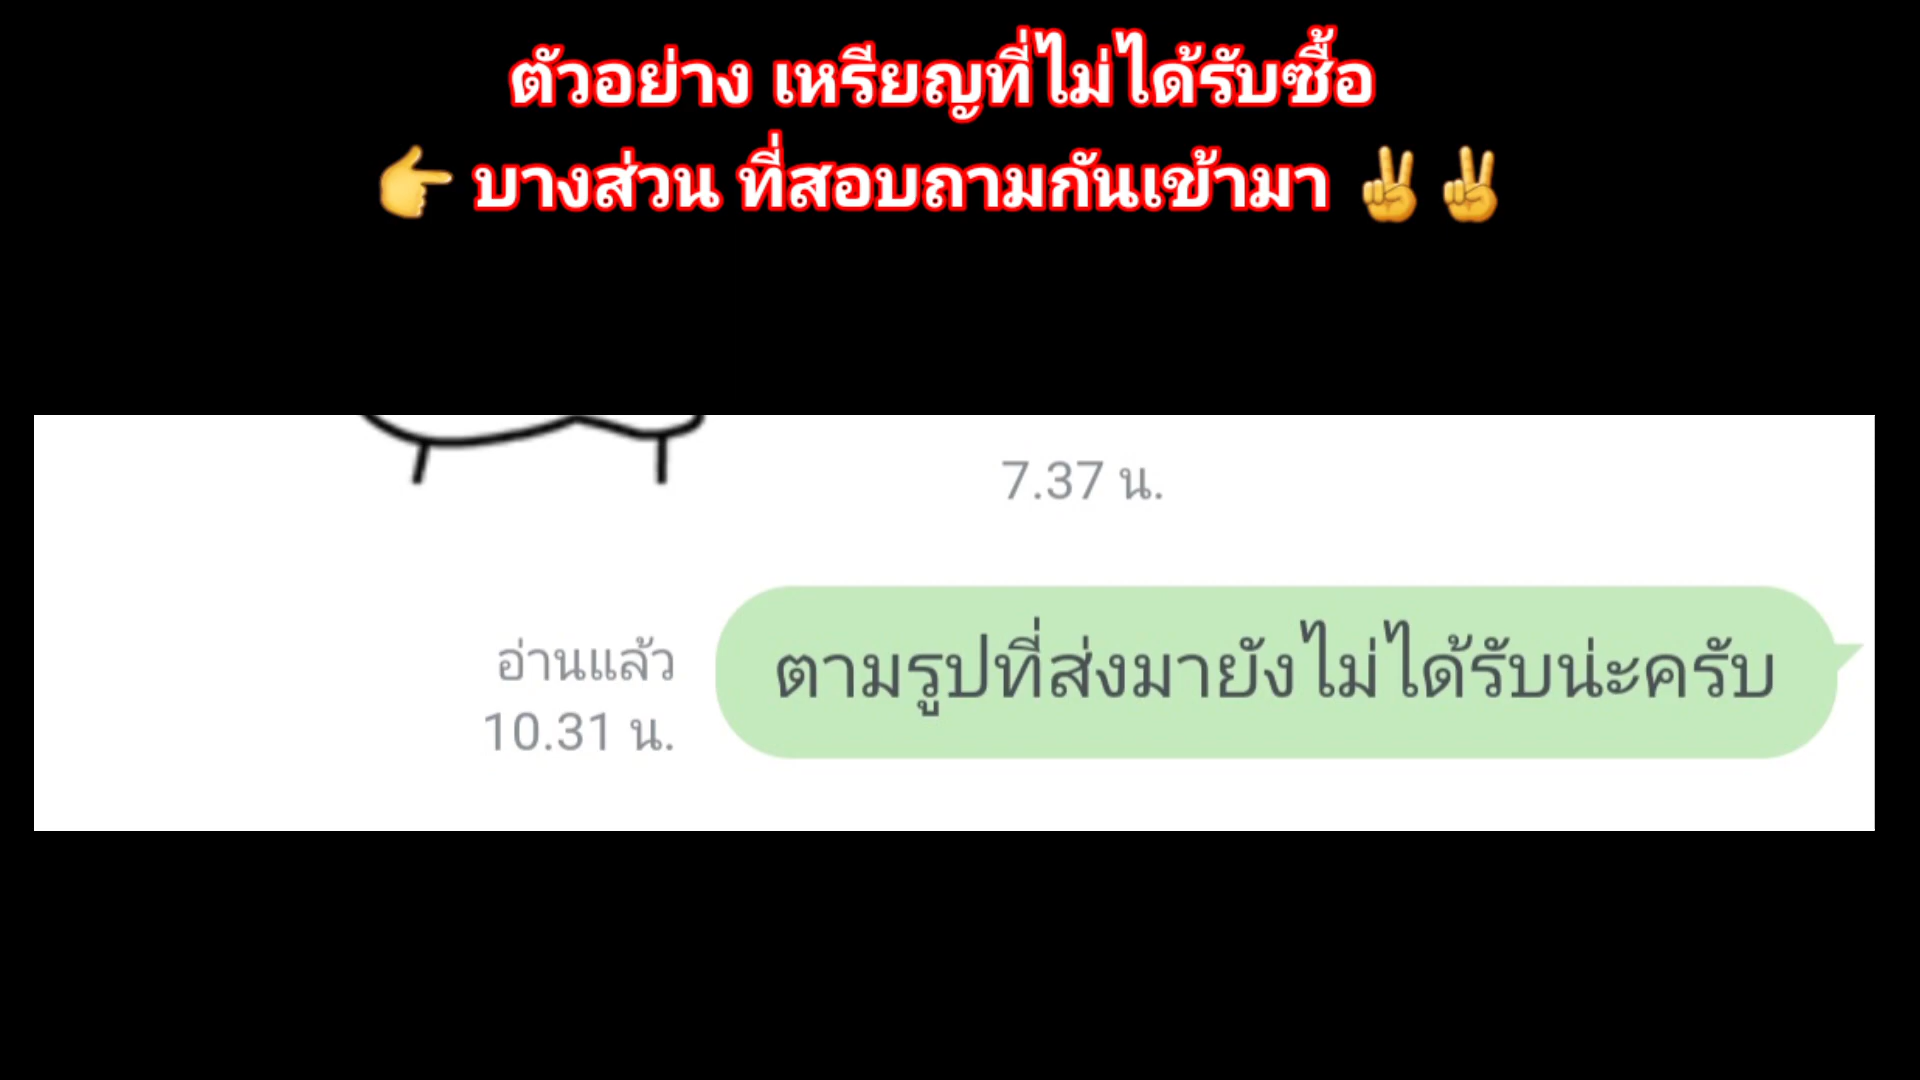 ตัวอย่าง เหรียญที่ไม่ได้รับซื้อ
👉 บางส่วน ที่สอบถามกันเข้ามา ✌️✌️
7.37 น.
ตามรูปที่ส่งมายังไม่ได้รับน่ะครับ
อ่านแล้ว
10.31 น.